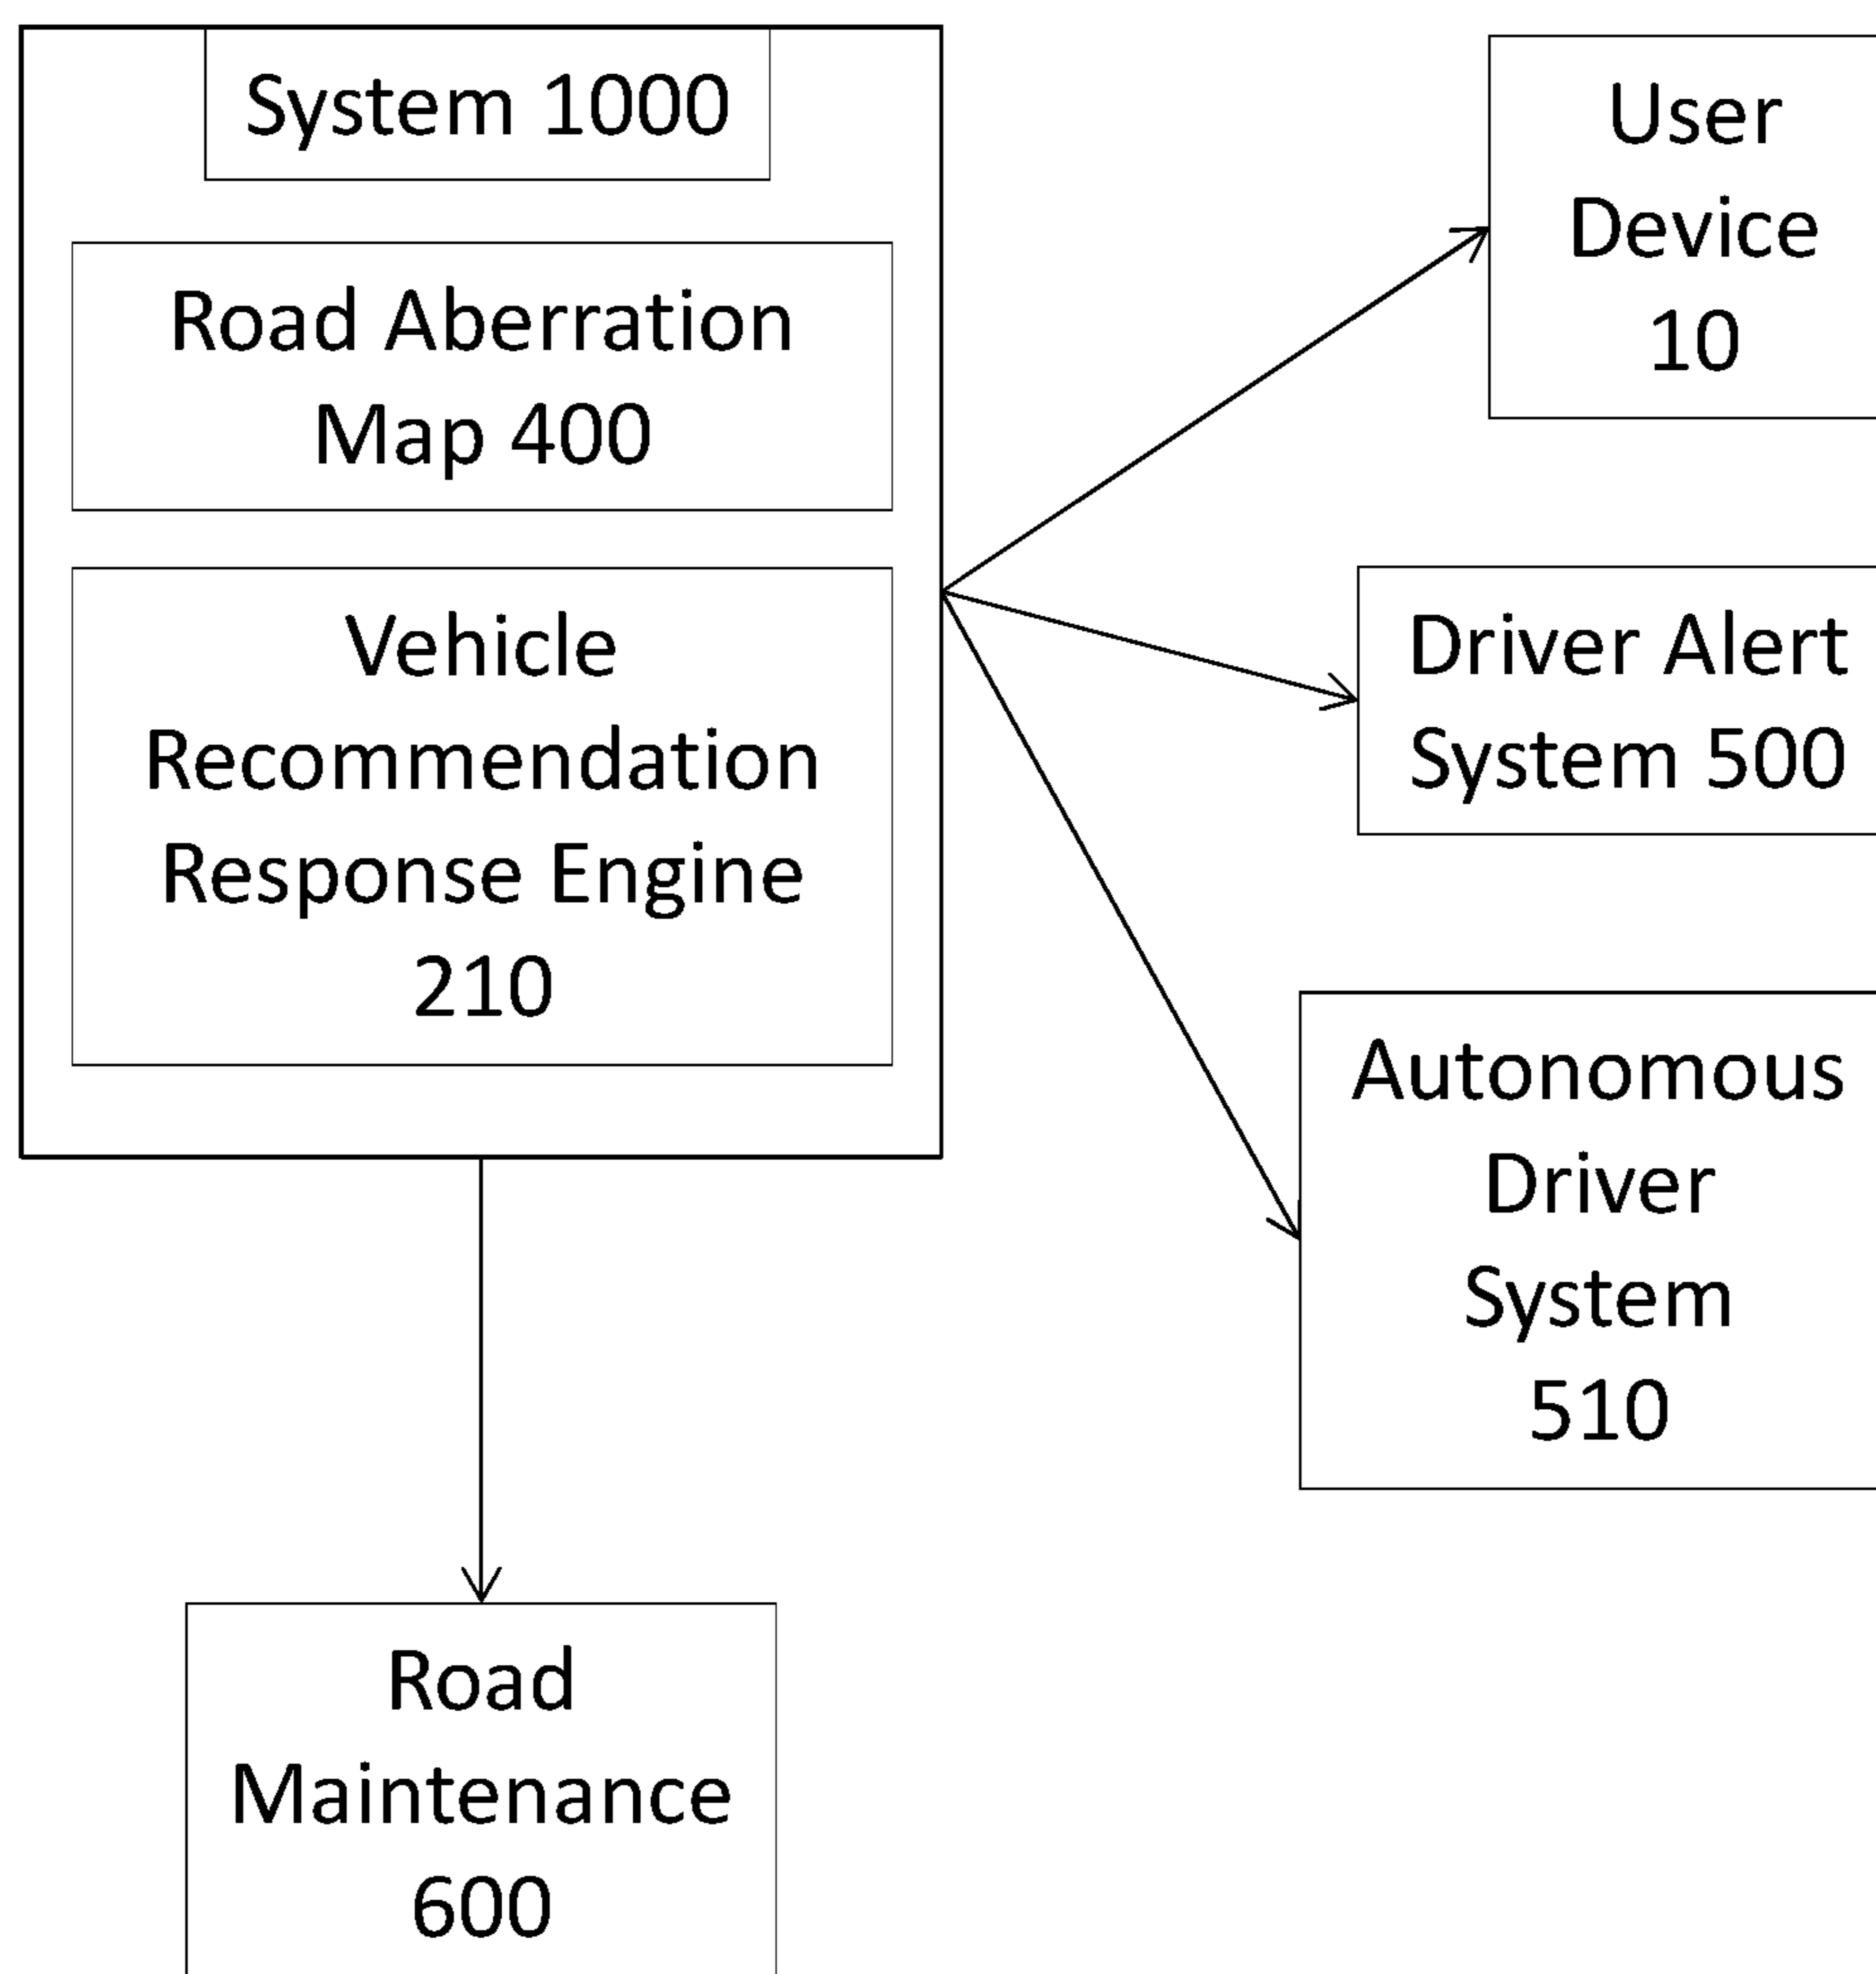 System 1000
Road Aberration
Map 400
Vehicle
Recommendation
Response Engine
210
User
Device
10
Driver Alert
System 500
Autonomous
Driver
System
510
Road
Maintenance
600